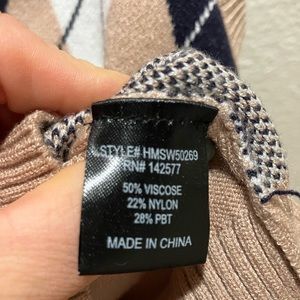 STYLE# HMSW50269
RN# 142577
50% VISCOSE
22% NYLON
28% PBT
MADE IN CHINA